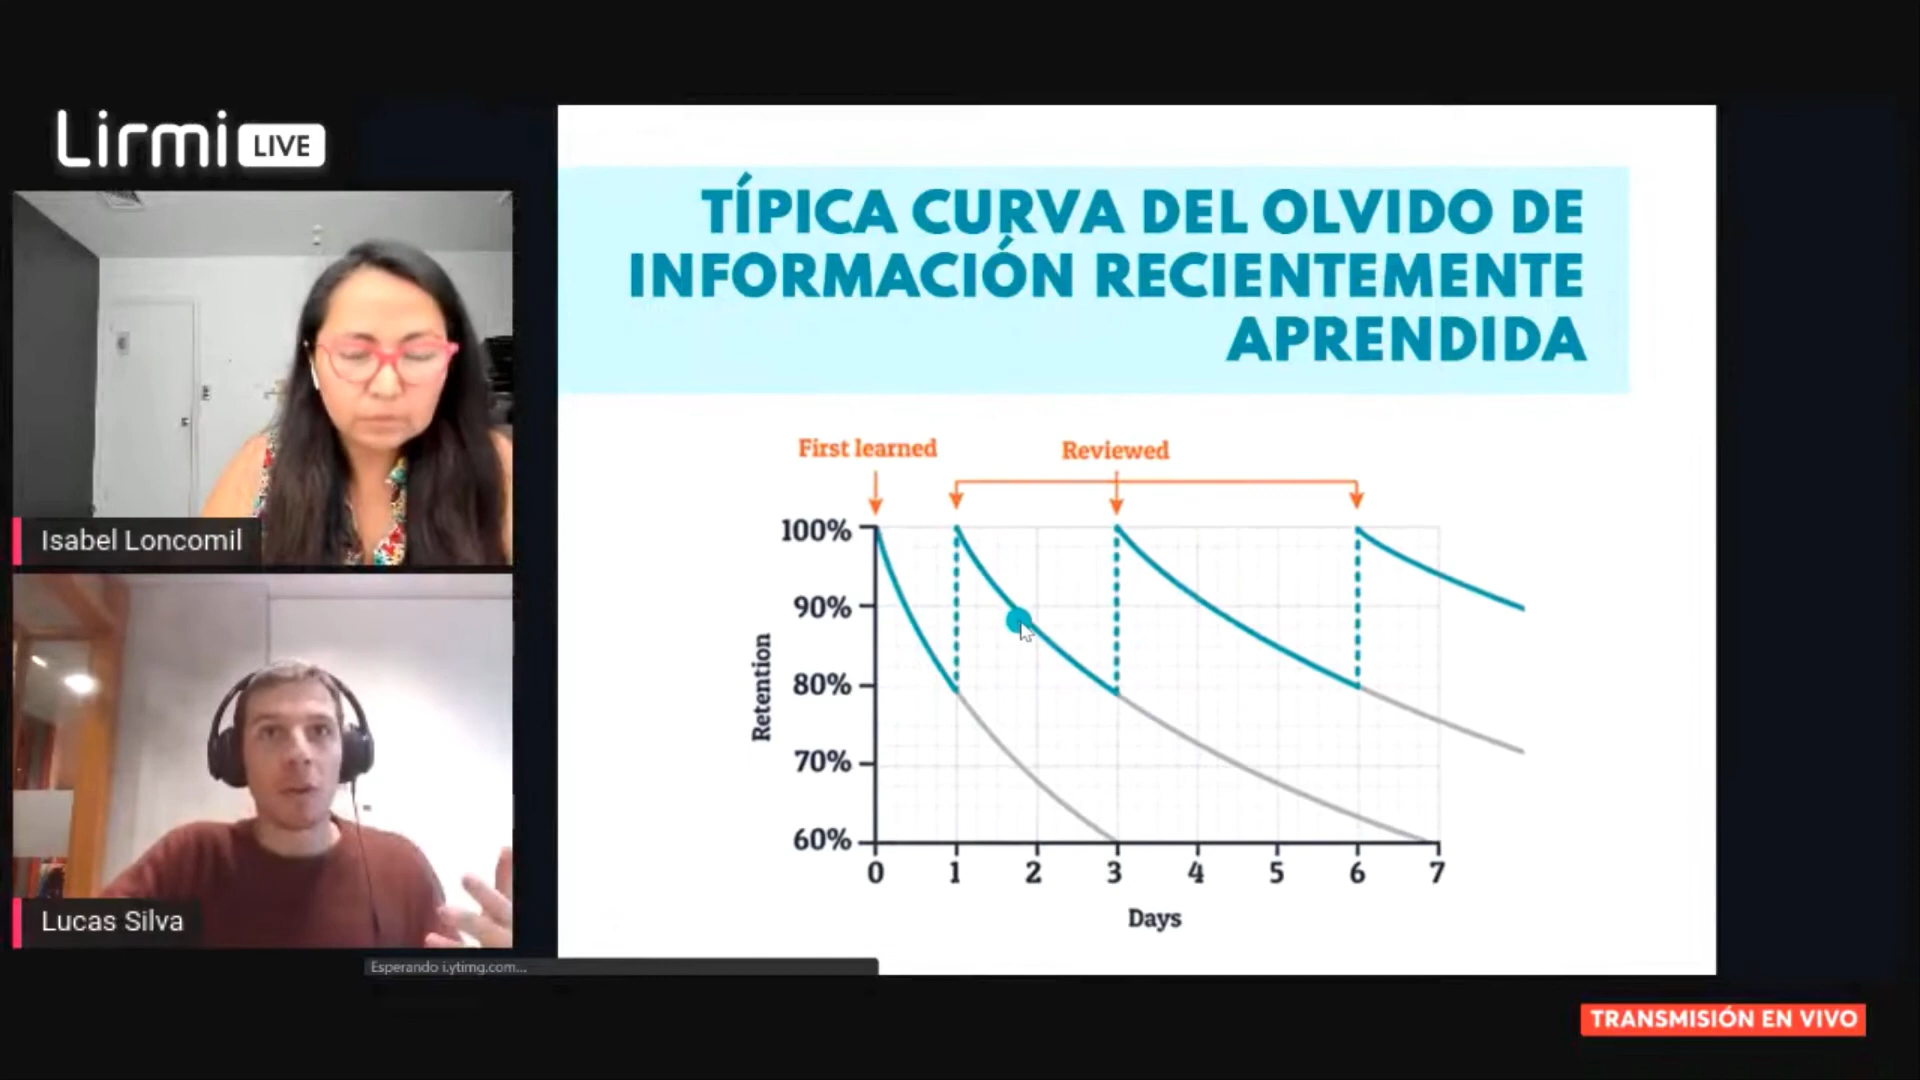 Lirmi LIVE
TÍPICA CURVA DEL OLVIDO DE
INFORMACIÓN RECIENTEMENTE
APRENDIDA
First learned
Reviewed
100%
90%
80%
70%
60%
Retention
0 1 2 3 4 5 6 7
Days
Isabel Loncomil
Lucas Silva
Esperando i.ytimg.com...
TRANSMISIÓN EN VIVO